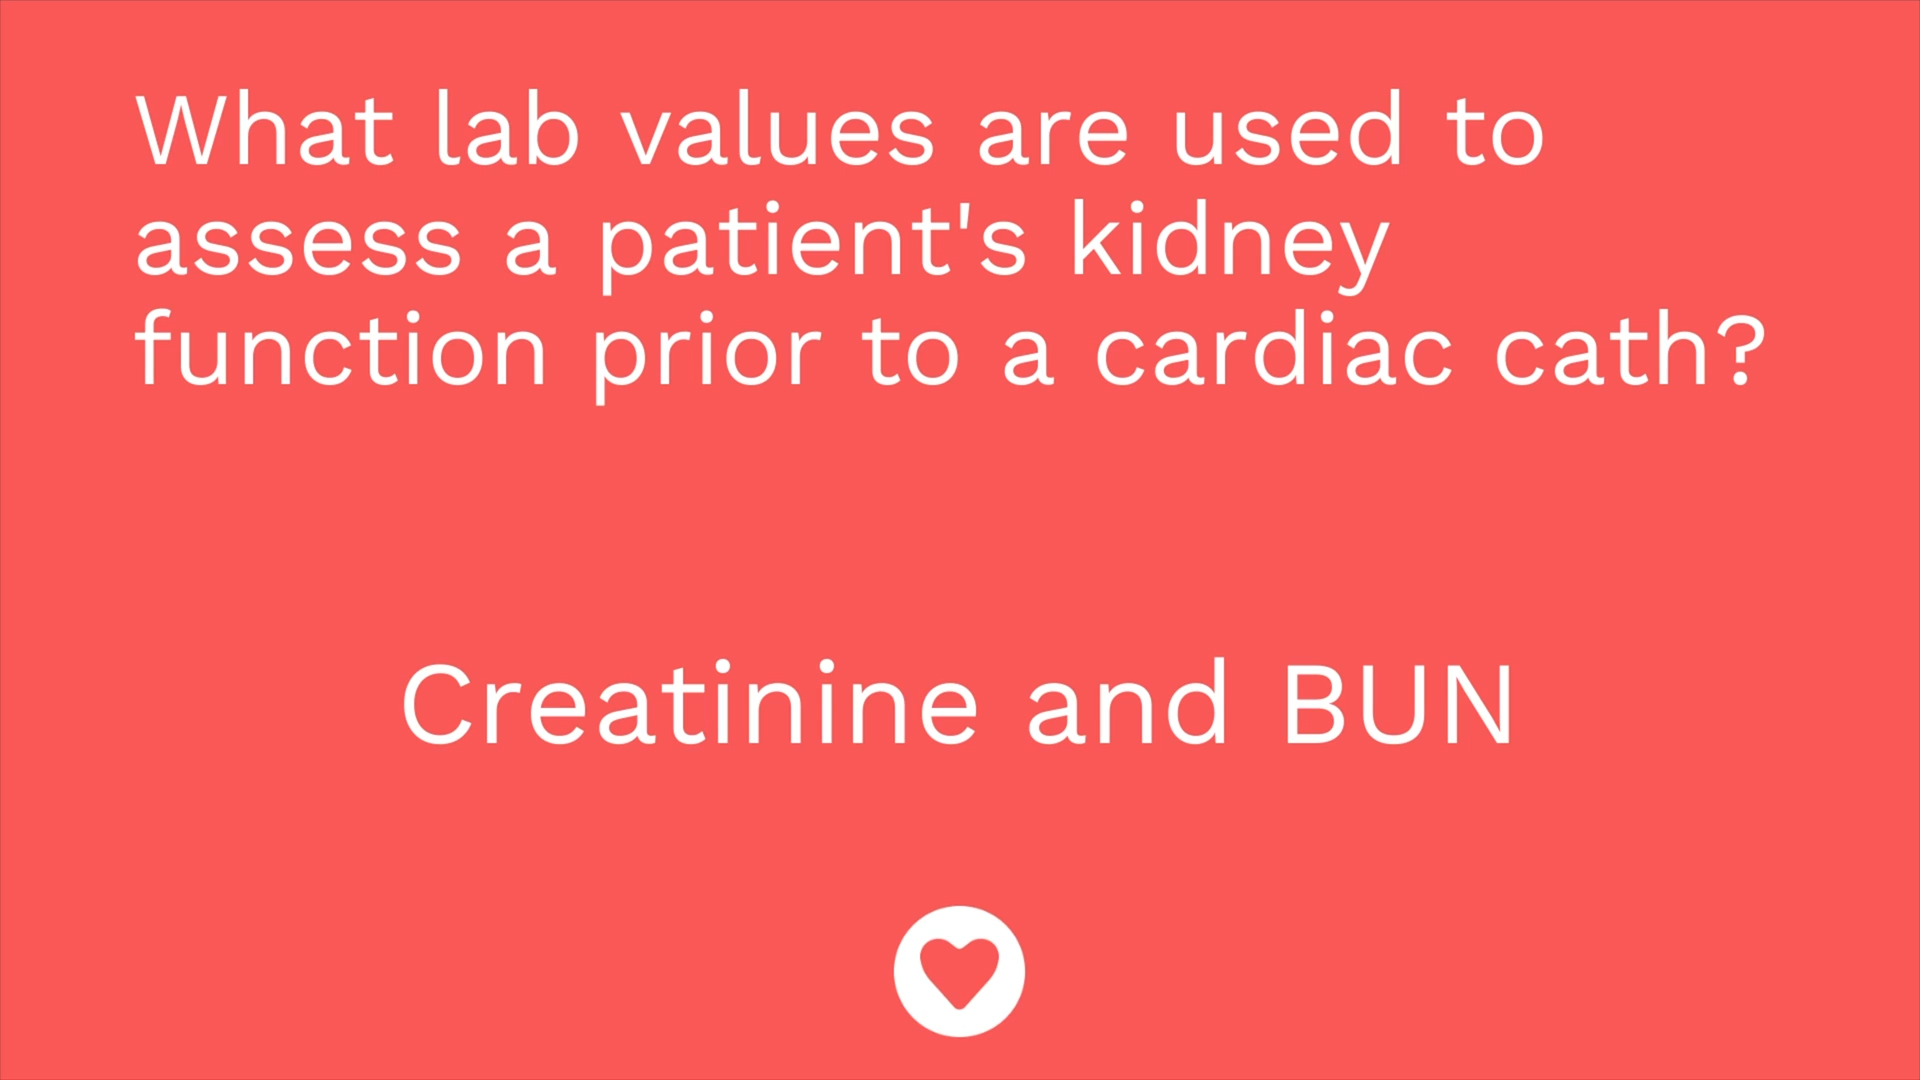 What lab values are used to
assess a patient's kidney
function prior to a cardiac cath?
Creatinine and BUN